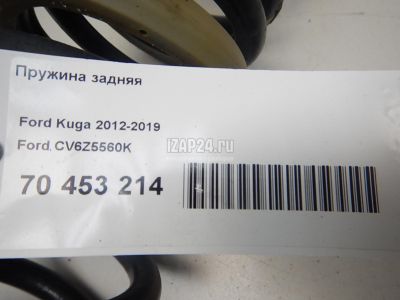 Пружина задняя
Ford Kuga 2012-2019
IZAP24.ru
Ford CV6Z5560K
70 453 214